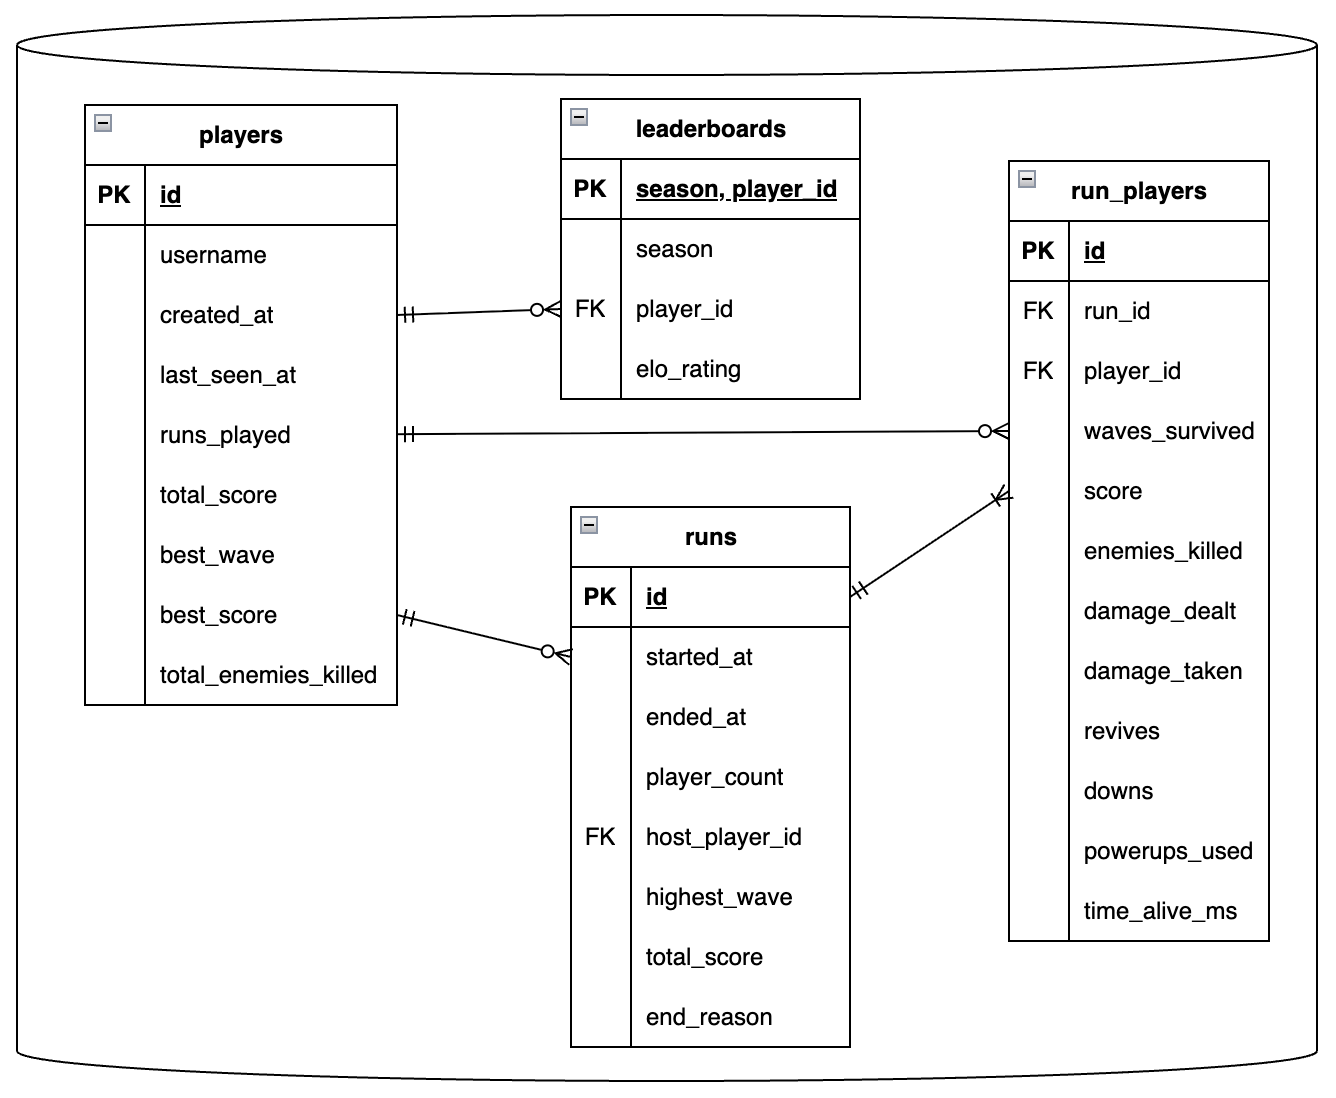 players
PK id
username
created_at
last_seen_at
runs_played
total_score
best_wave
best_score
total_enemies_killed
leaderboards
PK season, player_id
season
FK player_id
elo_rating
runs
PK id
started_at
ended_at
player_count
FK host_player_id
highest_wave
total_score
end_reason
run_players
PK id
FK run_id
FK player_id
waves_survived
score
enemies_killed
damage_dealt
damage_taken
revives
downs
powerups_used
time_alive_ms